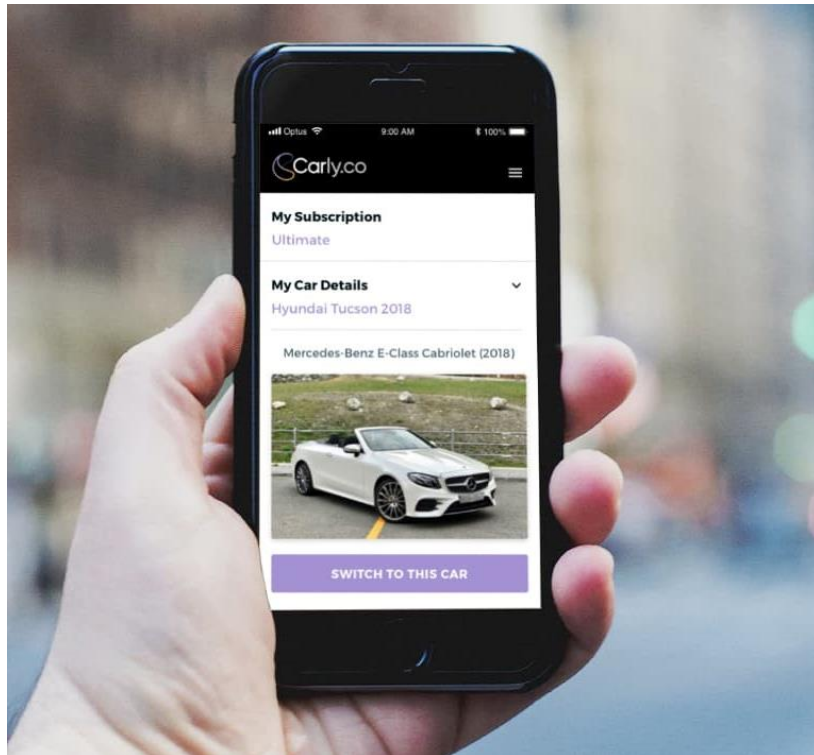 Optus 9:00 AM 100%
Carly.co
My Subscription
Ultimate
My Car Details
Hyundai Tucson 2018
Mercedes-Benz E-Class Cabriolet (2018)
SWITCH TO THIS CAR